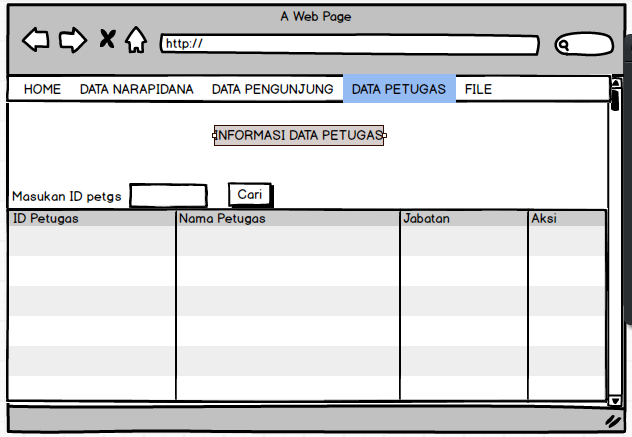 A Web Page
http://
HOME DATA NARAPIDANA DATA PENGUNJUNG DATA PETUGAS FILE
INFORMASI DATA PETUGAS
Masukan ID petgs Cari
ID Petugas Nama Petugas Jabatan Aksi